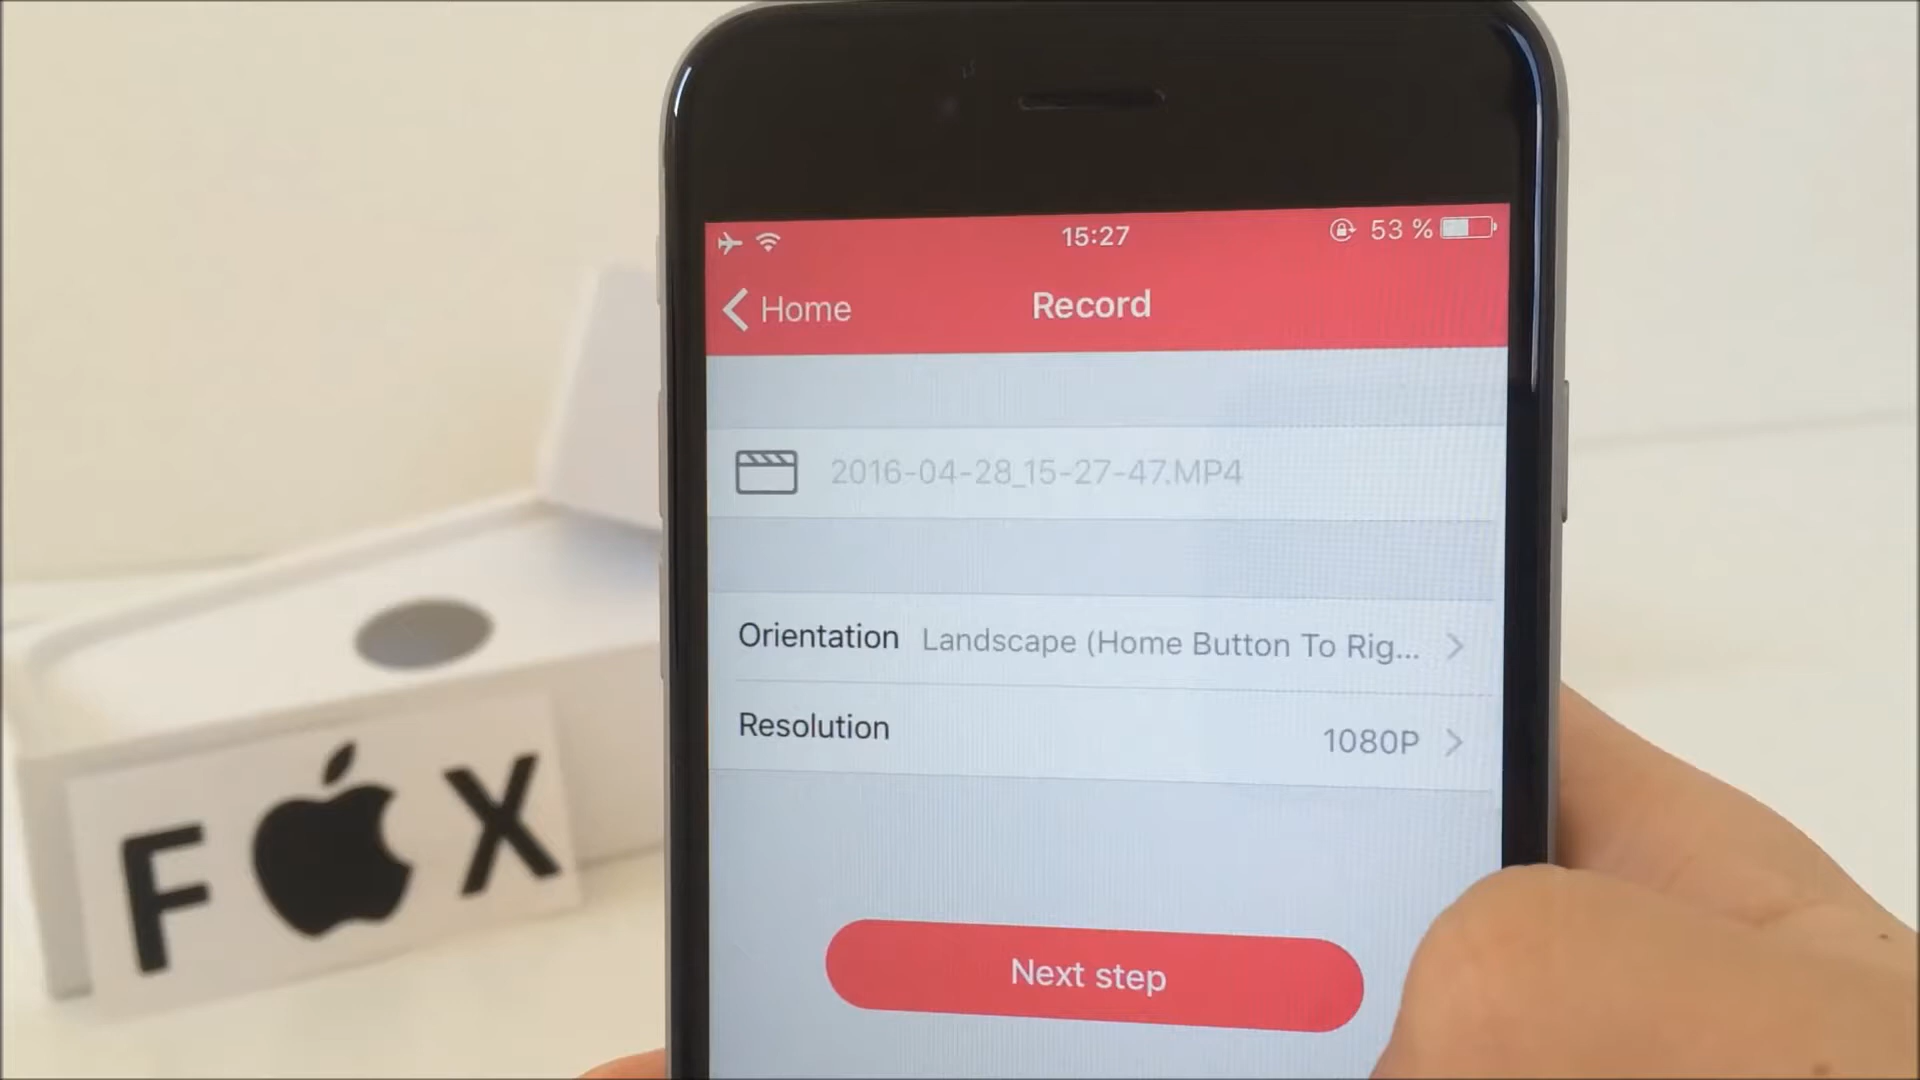 15:27
53 %
Home
Record
2016-04-28_15-27-47.MP4
Orientation Landscape (Home Button To Rig...
Resolution 1080P
Next step
F X